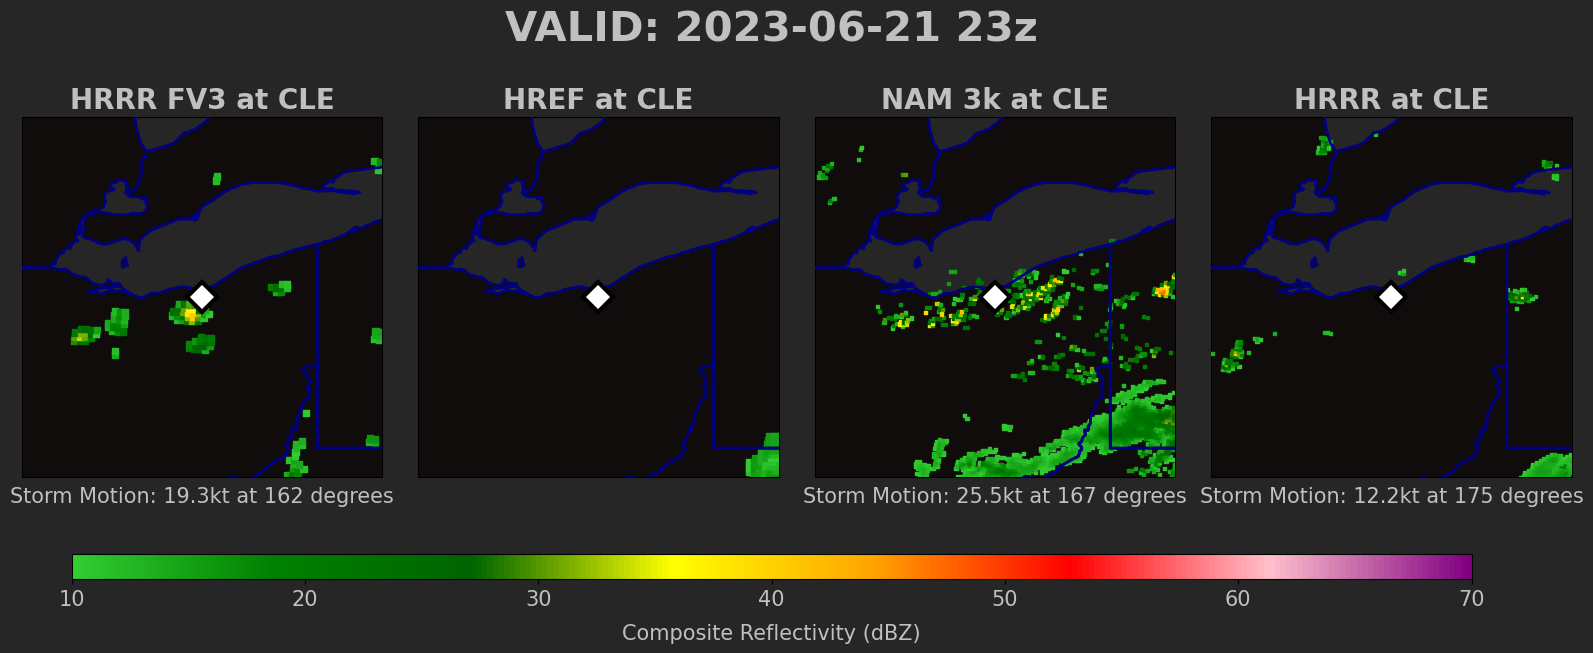 VALID: 2023-06-21 23z
HRRR FV3 at CLE
HREF at CLE
NAM 3k at CLE
HRRR at CLE
Storm Motion: 19.3kt at 162 degrees
Storm Motion: 25.5kt at 167 degrees
Storm Motion: 12.2kt at 175 degrees
10 20 30 40 50 60 70
Composite Reflectivity (dBZ)